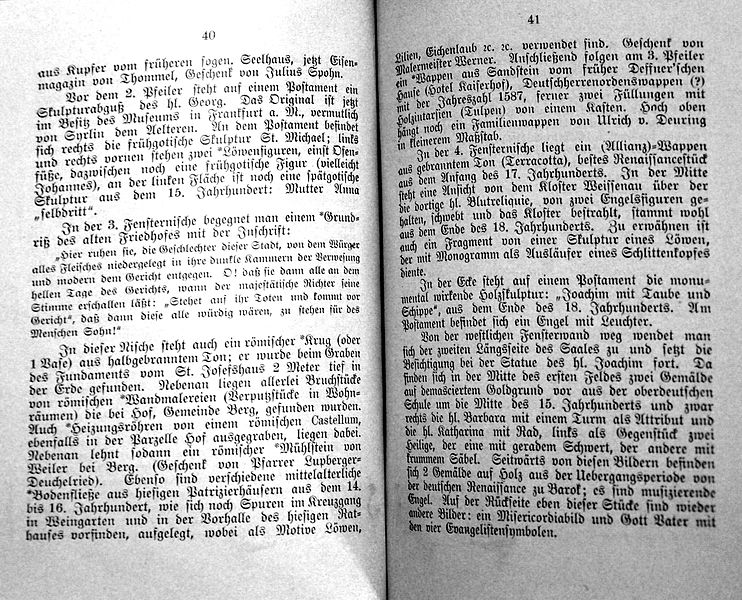 40
aus Kupfer vom früheren sogen. Seelhaus, jetzt Eisen-
magazin von Thommel, Geschenk von Julius Spohn.
Vor dem 2. Pfeiler steht auf einem Postament ein
Skulpturabguß des hl. Georg. Das Original ist jetzt
im Besitz des Museums in Frankfurt a. M., vermutlich
von Syrlin dem Aelteren. An dem Postament befindet
sich rechts die frühgotische Skulptur St. Michael; links
und rechts vornen stehen zwei *Löwenfiguren, einst Ofen-
füße, dazwischen noch eine frühgotische Figur (vielleicht
Johannes), an der linken Fläche ist noch eine spätgotische
Skulptur aus dem 15. Jahrhundert: Mutter Anna
„selbdritt“.
In der 3. Fensternische begegnet man einem *Grund-
riß des alten Friedhofes mit der Inschrift:
„Hier ruhen sie, die Geschlechter dieser Stadt, von dem Würger
alles Fleisches niedergelegt in ihre dunkle Kammern der Verwesung
und modern dem Gericht entgegen. O! daß sie dann alle an dem
hellen Tage des Gerichts, wann der majestätische Richter seine
Stimme erschallen läßt: „Stehet auf ihr Toten und kommt vor
Gericht“, daß dann diese alle würdig wären, zu stehen für des
Menschen Sohn!“
In dieser Nische steht auch ein römischer *Krug (oder
1 Vase) aus halbgebranntem Ton; er wurde beim Graben
des Fundaments vom St. Josefshaus 2 Meter tief in
der Erde gefunden. Nebenan liegen allerlei Bruchstücke
von römischen *Wandmalereien (Verputzstücke in Wohn-
räumen) die bei Hof, Gemeinde Berg, gefunden wurden.
Auch *Heizungsröhren von einem römischen Castellum,
ebenfalls in der Parzelle Hof ausgegraben, liegen dabei.
Nebenan lehnt sodann ein römischer *Mühlstein von
Weiler bei Berg. (Geschenk von Pfarrer Lupberger-
Deuchelried). Ebenso sind verschiedene mittelalterliche
*Bodenfließe aus hiesigen Patrizierhäusern aus dem 14.
bis 16. Jahrhundert, wie sich noch Spuren im Kreuzgang
in Weingarten und in der Vorhalle des hiesigen Rat-
hauses vorfinden, aufgelegt, wobei als Motive Löwen,
41
Lilien, Eichenlaub ꝛc. ꝛc. verwendet sind. Geschenk von
Malermeister Werner. Anschließend folgen am 3. Pfeiler
ein *Wappen aus Sandstein vom früher Deffner'schen
Hause (Hotel Kaiserhof), Deutschherrenordenswappen (?)
mit der Jahreszahl 1587, ferner zwei Füllungen mit
Holzintarsien (Tulpen) von einem Kasten. Hoch oben
hängt noch ein Familienwappen von Ulrich v. Deuring
in kleinerem Maßstab.
In der 4. Fensternische liegt ein (Allianz)-Wappen
aus gebranntem Ton (Terracotta), bestes Renaissancestück
aus dem Anfang des 17. Jahrhunderts. In der Mitte
steht eine Ansicht von dem Kloster Weissenau über der
die dortige hl. Blutreliquie, von zwei Engelsfiguren ge-
halten, schwebt und das Kloster bestrahlt, stammt wohl
aus dem Ende des 18. Jahrhunderts. Zu erwähnen ist
auch ein Fragment von einer Skulptur eines Löwen,
der mit Monogramm als Ausläufer eines Schlittenkopfes
diente.
In der Ecke steht auf einem Postament die monu-
mental wirkende Holzskulptur: „Joachim mit Taube und
Schippe“, aus dem Ende des 18. Jahrhunderts. Am
Postament befindet sich ein Engel mit Leuchter.
Von der westlichen Fensterwand weg wendet man
sich der zweiten Längsseite des Saales zu und setzt die
Besichtigung bei der Statue des hl. Joachim fort. Da
finden sich in der Mitte des ersten Feldes zwei Gemälde
auf demasciertem Goldgrund vor aus der oberdeutschen
Schule um die Mitte des 15. Jahrhunderts und zwar
rechts die hl. Barbara mit einem Turm als Attribut und
die hl. Katharina mit Rad, links als Gegenstück zwei
Heilige, der eine mit geradem Schwert, der andere mit
krummem Säbel. Seitwärts von diesen Bildern befinden
sich 2 Gemälde auf Holz aus der Uebergangsperiode von
der deutschen Renaissance zu Barok; es sind musizierende
Engel. Auf der Rückseite eben dieser Stücke sind wieder
andere Bilder: ein Misericordiabild und Gott Vater mit
den vier Evangelistensymbolen.